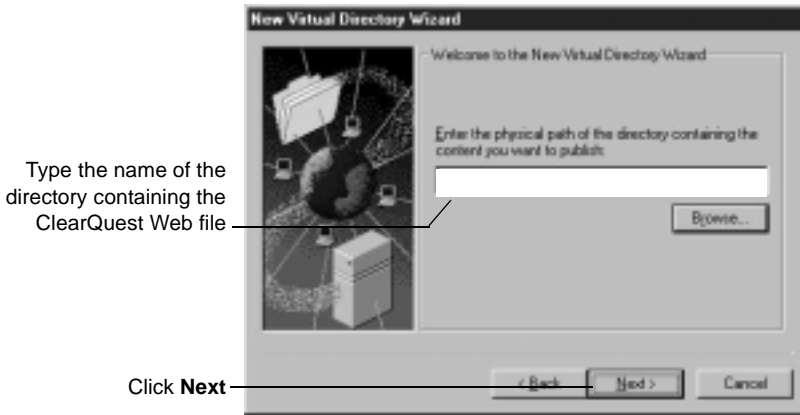 New Virtual Directory Wizard
Welcome to the New Virtual Directory Wizard
Enter the physical path of the directory containing the
content you want to publish:
Type the name of the
directory containing the
ClearQuest Web file
Browse...
Click Next
< Back
Next >
Cancel